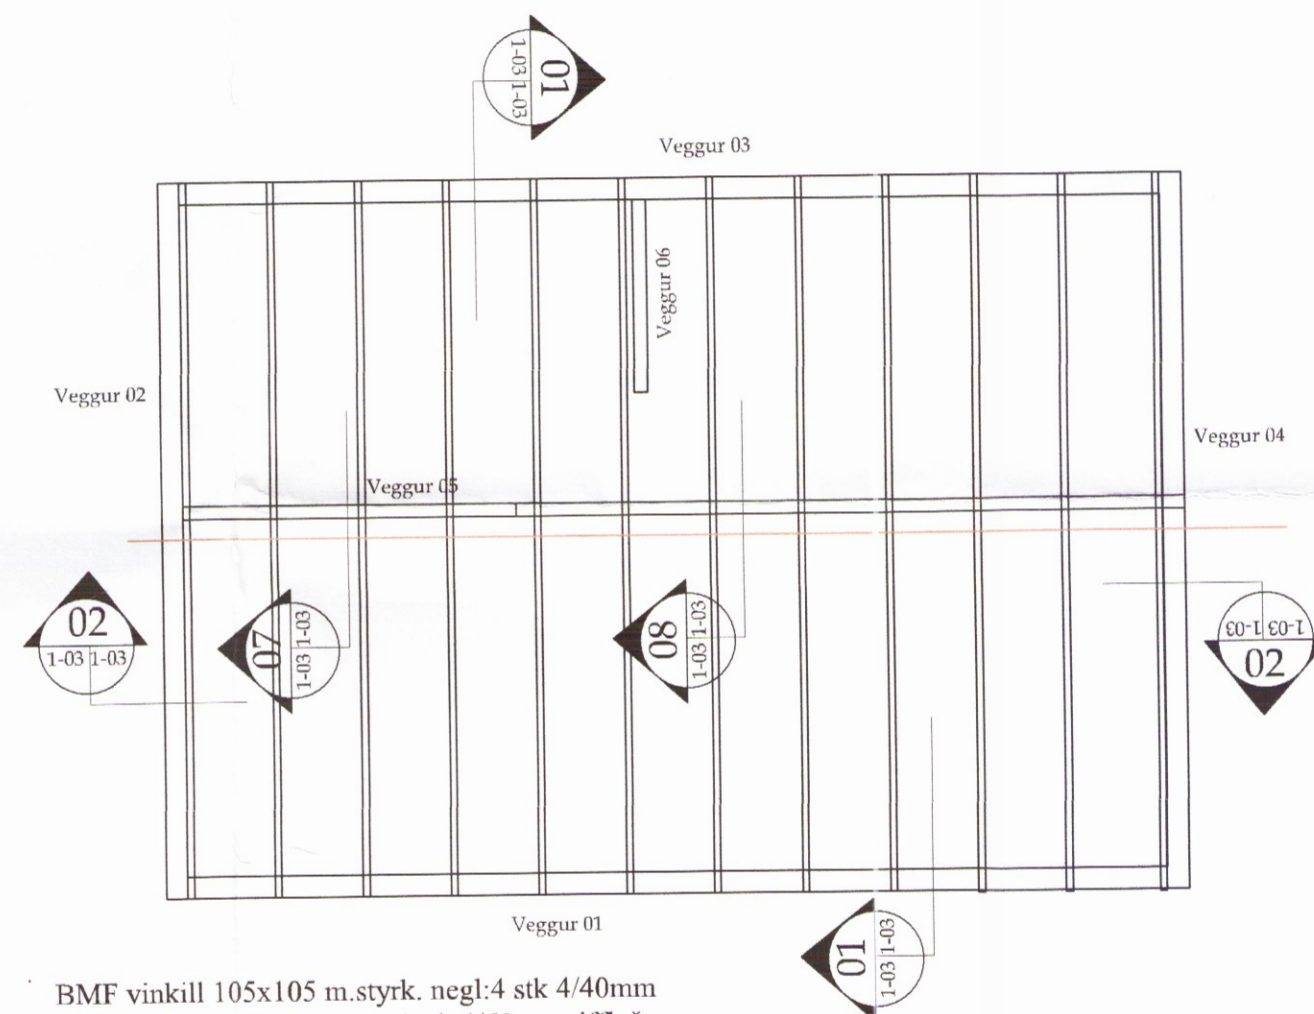 01
1-03 1-03
Veggur 03
Veggur 06
Veggur 02
Veggur 04
Veggur 05
02
1-03 1-03
07
1-03 1-03
08
1-03 1-03
02
1-03 1-03
Veggur 01
01
1-03 1-03
BMF vinkill 105x105 m.styrk. negl:4 stk 4/40mm